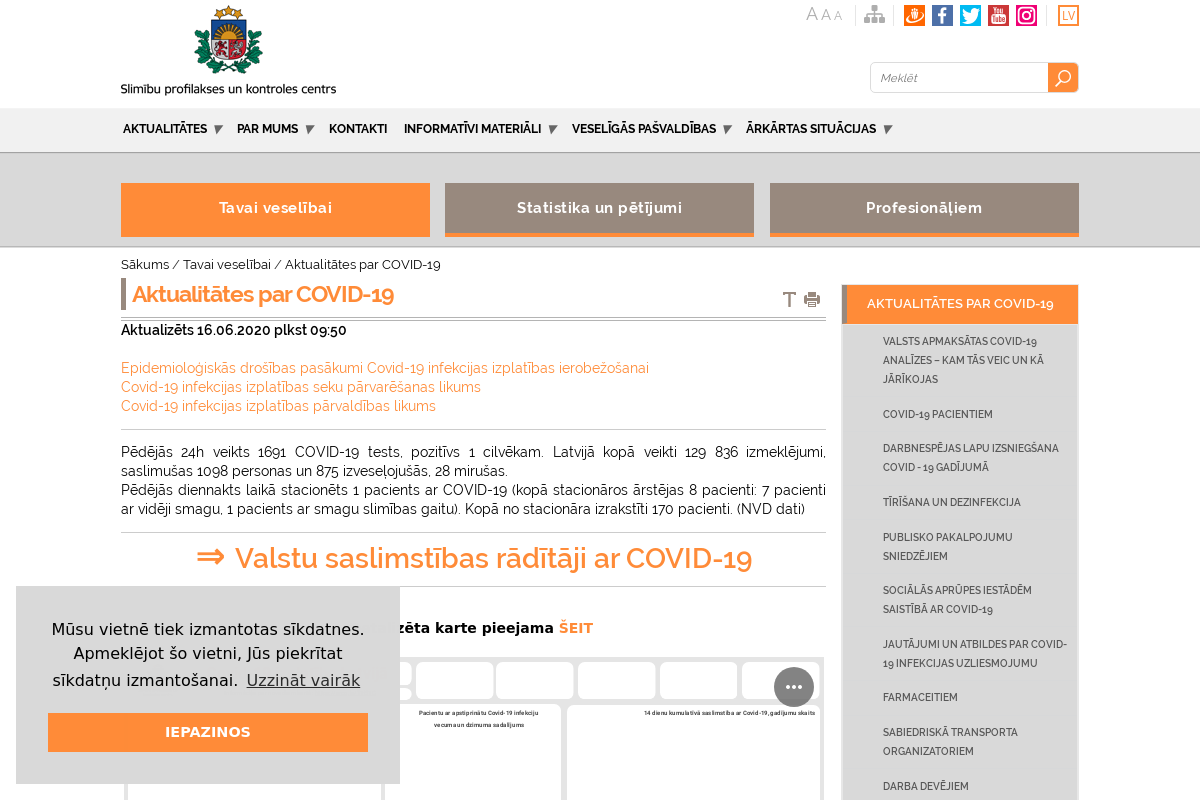 A A A
LV
You
Tube
Slimību profilakses un kontroles centrs
Meklēt
AKTUALITĀTES PAR MUMS KONTAKTI INFORMATĪVI MATERIĀLI VESELĪGĀS PAŠVALDĪBAS ĀRKĀRTAS SITUĀCIJAS
Tavai veselībai
Statistika un pētījumi
Profesionāļiem
Sākums / Tavai veselībai / Aktualitātes par COVID-19
Aktualitātes par COVID-19
Aktualizēts 16.06.2020 plkst 09:50
Epidemioloģiskās drošības pasākumi Covid-19 infekcijas izplatības ierobežošanai
Covid-19 infekcijas izplatības seku pārvarēšanas likums
Covid-19 infekcijas izplatības pārvaldības likums
Pēdējās 24h veikts 1691 COVID-19 tests, pozitīvs 1 cilvēkam. Latvijā kopā veikti 129 836 izmeklējumi,
saslimušas 1098 personas un 875 izveseļojušās, 28 mirušas.
Pēdējās diennakts laikā stacionēts 1 pacients ar COVID-19 (kopā stacionāros ārstējas 8 pacienti: 7 pacienti
ar vidēji smagu, 1 pacients ar smagu slimības gaitu). Kopā no stacionāra izrakstīti 170 pacienti. (NVD dati)
⇒ Valstu saslimstības rādītāji ar COVID-19
zēta karte pieejama ŠEIT
Pacientu ar apstiprinātu Covid-19 infekciju
vecuma un dzimuma sadalījums
14 dienu kumulatīvā saslimstība ar Covid-19, gadījumu skaits
Mūsu vietnē tiek izmantotas sīkdatnes.
Apmeklējot šo vietni, Jūs piekrītat
sīkdatņu izmantošanai. Uzzināt vairāk
IEPAZINOS
AKTUALITĀTES PAR COVID-19
VALSTS APMAKSĀTAS COVID-19
ANALĪZES – KAM TĀS VEIC UN KĀ
JĀRĪKOJAS
COVID-19 PACIENTIEM
DARBNESPĒJAS LAPU IZSNIEGŠANA
COVID - 19 GADĪJUMĀ
TĪRĪŠANA UN DEZINFEKCIJA
PUBLISKO PAKALPOJUMU
SNIEDZĒJIEM
SOCIĀLĀS APRŪPES IESTĀDĒM
SAISTĪBĀ AR COVID-19
JAUTĀJUMI UN ATBILDES PAR COVID-
19 INFEKCIJAS UZLIESMOJUMU
FARMACEITIEM
SABIEDRISKĀ TRANSPORTA
ORGANIZATORIEM
DARBA DEVĒJIEM